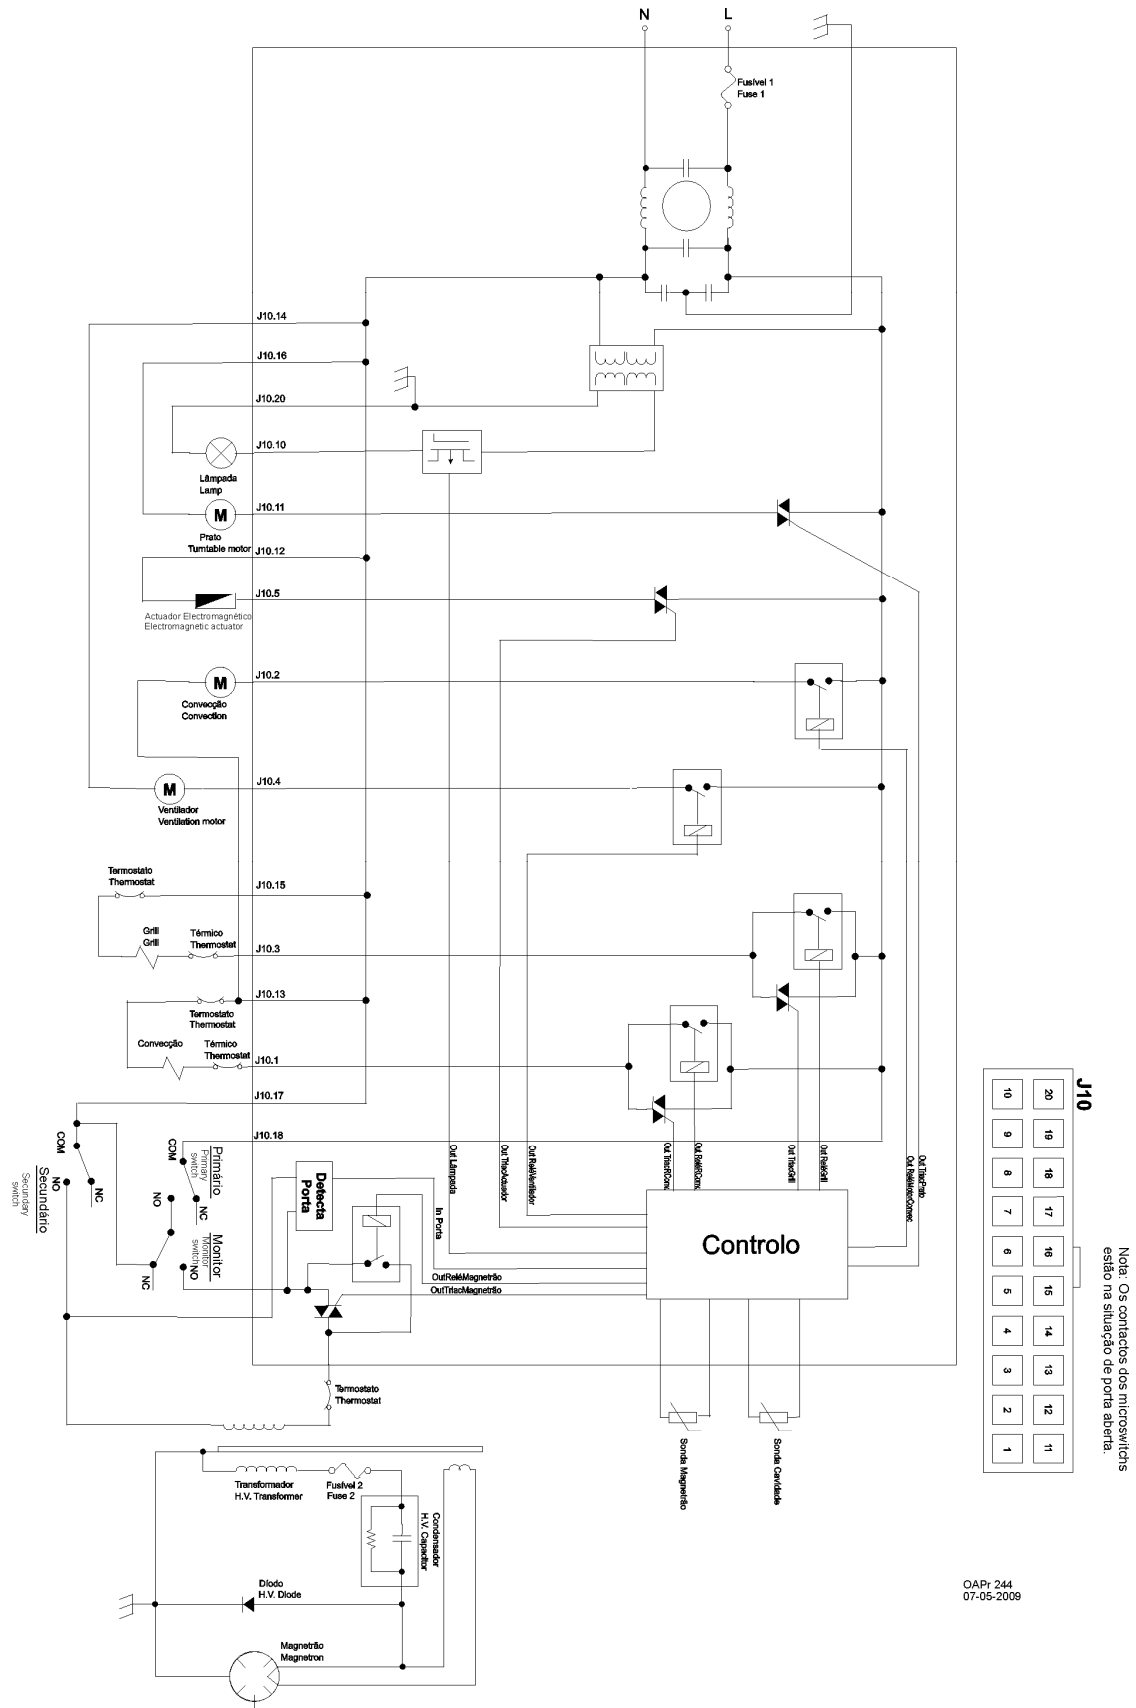 N
L
Fusível 1
Fuse 1
J10.14
J10.16
J10.20
J10.10
Lâmpada
Lamp
J10.11
M
Prato
Turntable motor
J10.12
J10.5
Actuador Electromagnético
Electromagnetic actuator
J10.2
M
Convecção
Convection
J10.4
M
Ventilador
Ventilation motor
Termostato
Thermostat
J10.15
Grill
Grill
Térmico
Thermostat
J10.3
J10.13
Termostato
Thermostat
Convecção
Térmico
Thermostat
J10.1
J10.17
J10.18
COM
NC
NO
Secundário
Secundary
switch
COM
NC
NO
Primário
Primary
switch
NC
NO
Monitor
Monitor
switch
Detecta
Porta
In Porta
Out Lâmpada
Out TriacActuador
Out ReléVentilador
Out TriacRConv
Out ReléRConv
Out TriacGrill
Out ReléGrill
Out ReléMotorConvec
Out TriacPrato
Controlo
OutReléMagnetrão
OutTriacMagnetrão
Termostato
Thermostat
Sonda Magnetrão
Sonda Cavidade
Transformador
H.V. Transformer
Fusível 2
Fuse 2
Condensador
H.V. Capacitor
Díodo
H.V. Diode
Magnetrão
Magnetron
J10
10 20
9 19
8 18
7 17
6 16
5 15
4 14
3 13
2 12
1 11
Nota: Os contactos dos microswitchs
estão na situação de porta aberta.
OAPr 244
07-05-2009